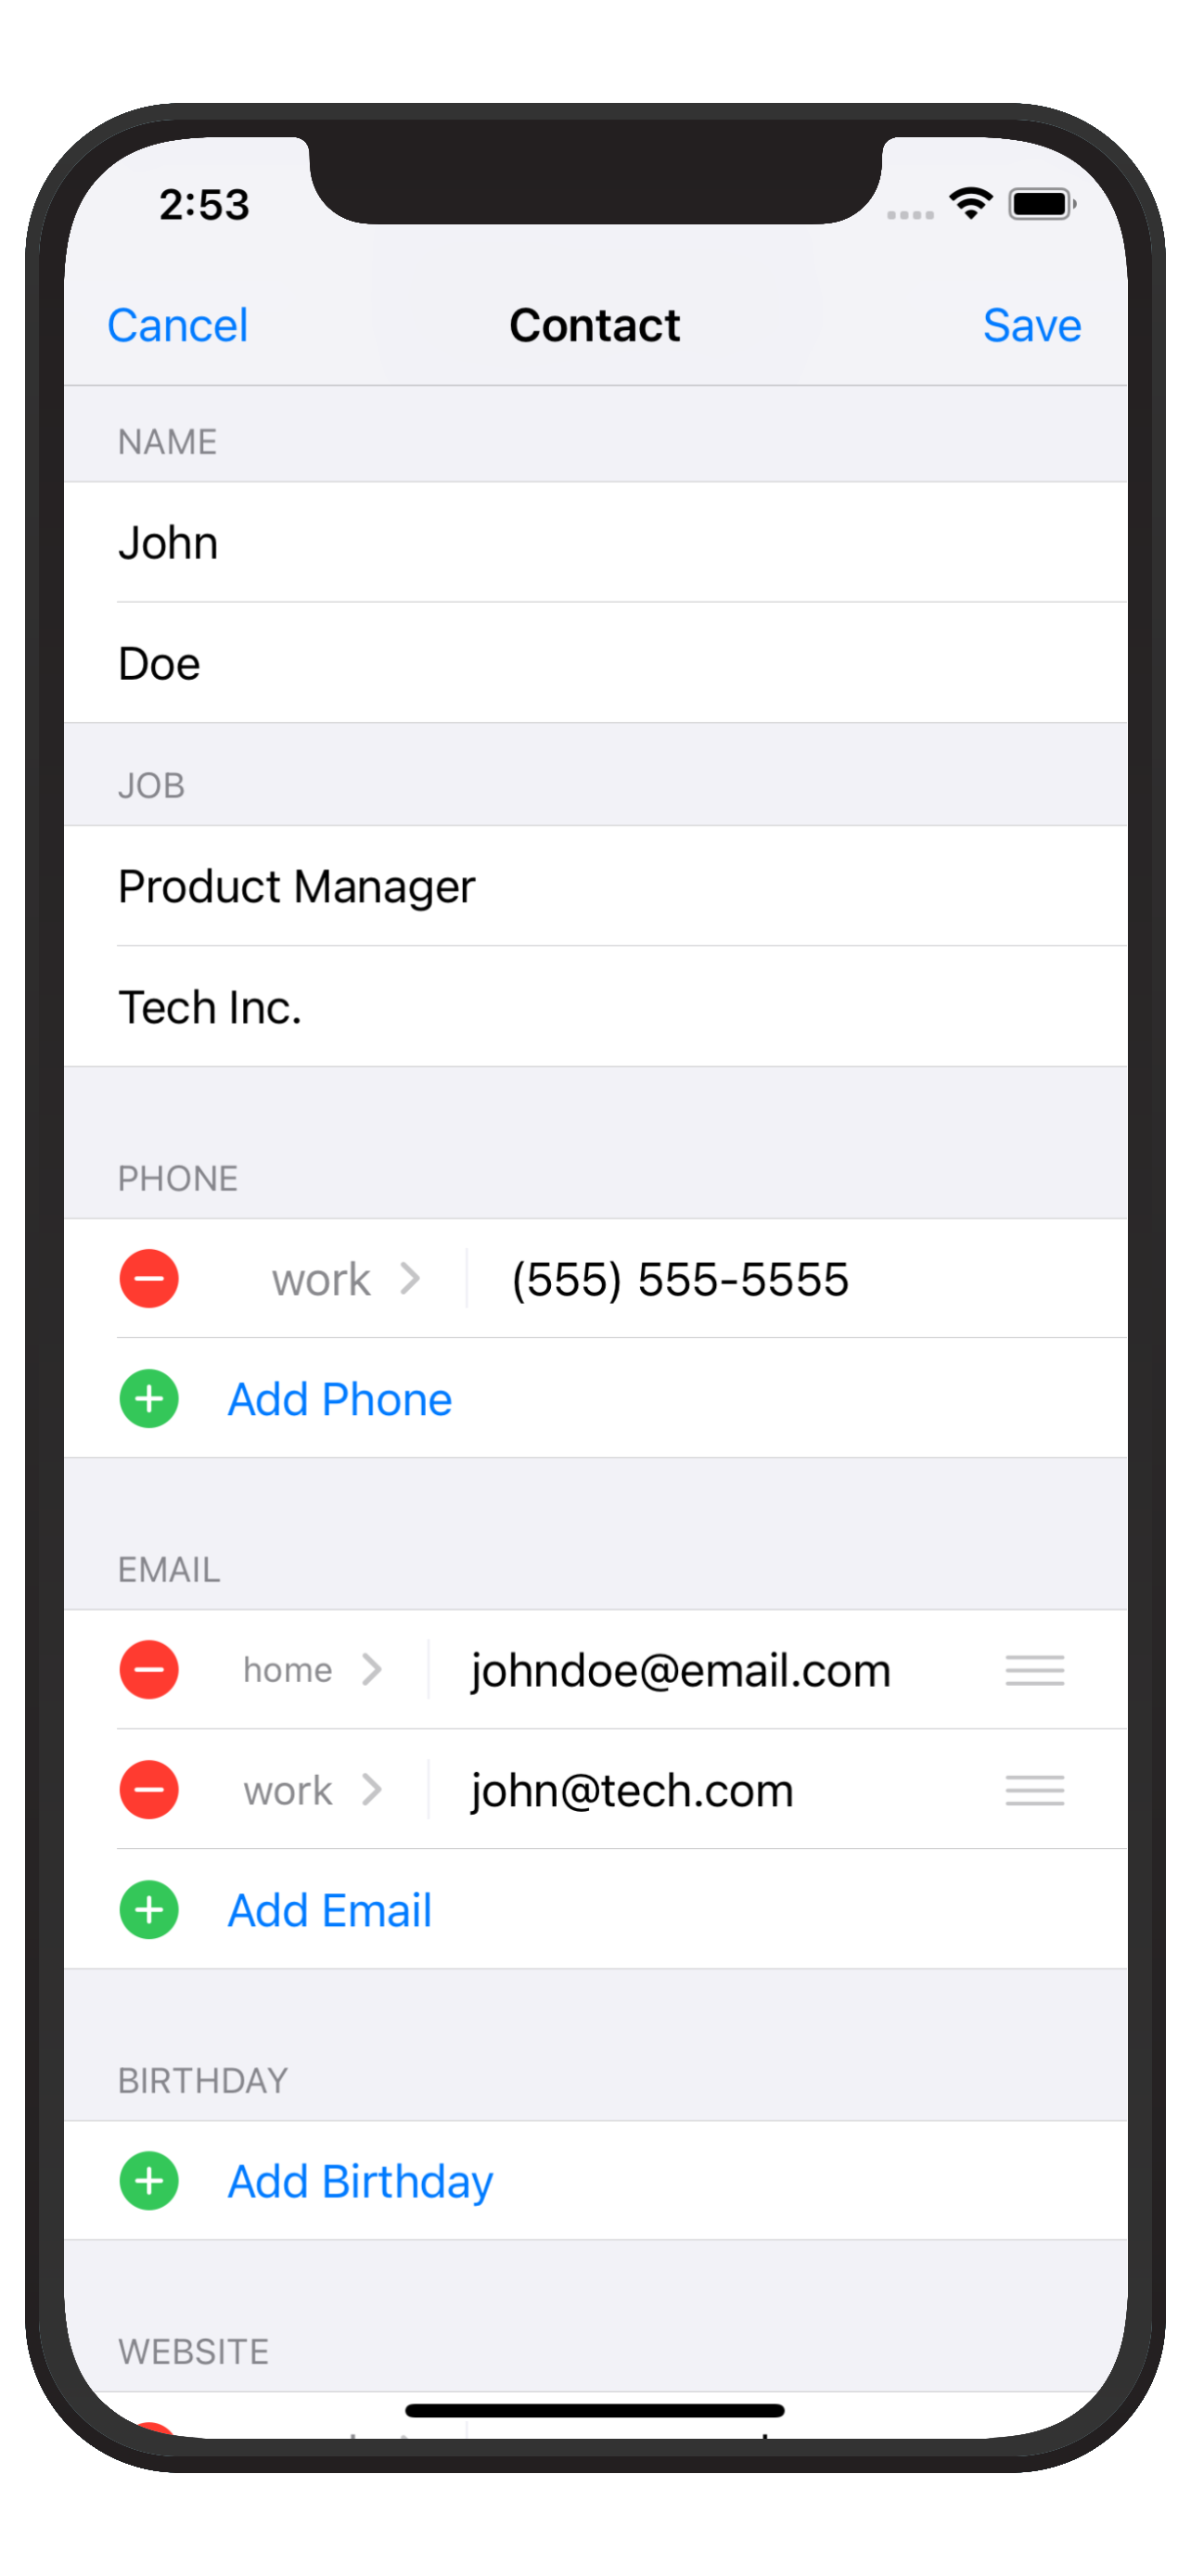 2:53
Cancel Contact Save
NAME
John
Doe
JOB
Product Manager
Tech Inc.
PHONE
work (555) 555-5555
Add Phone
EMAIL
home johndoe@email.com
work john@tech.com
Add Email
BIRTHDAY
Add Birthday
WEBSITE